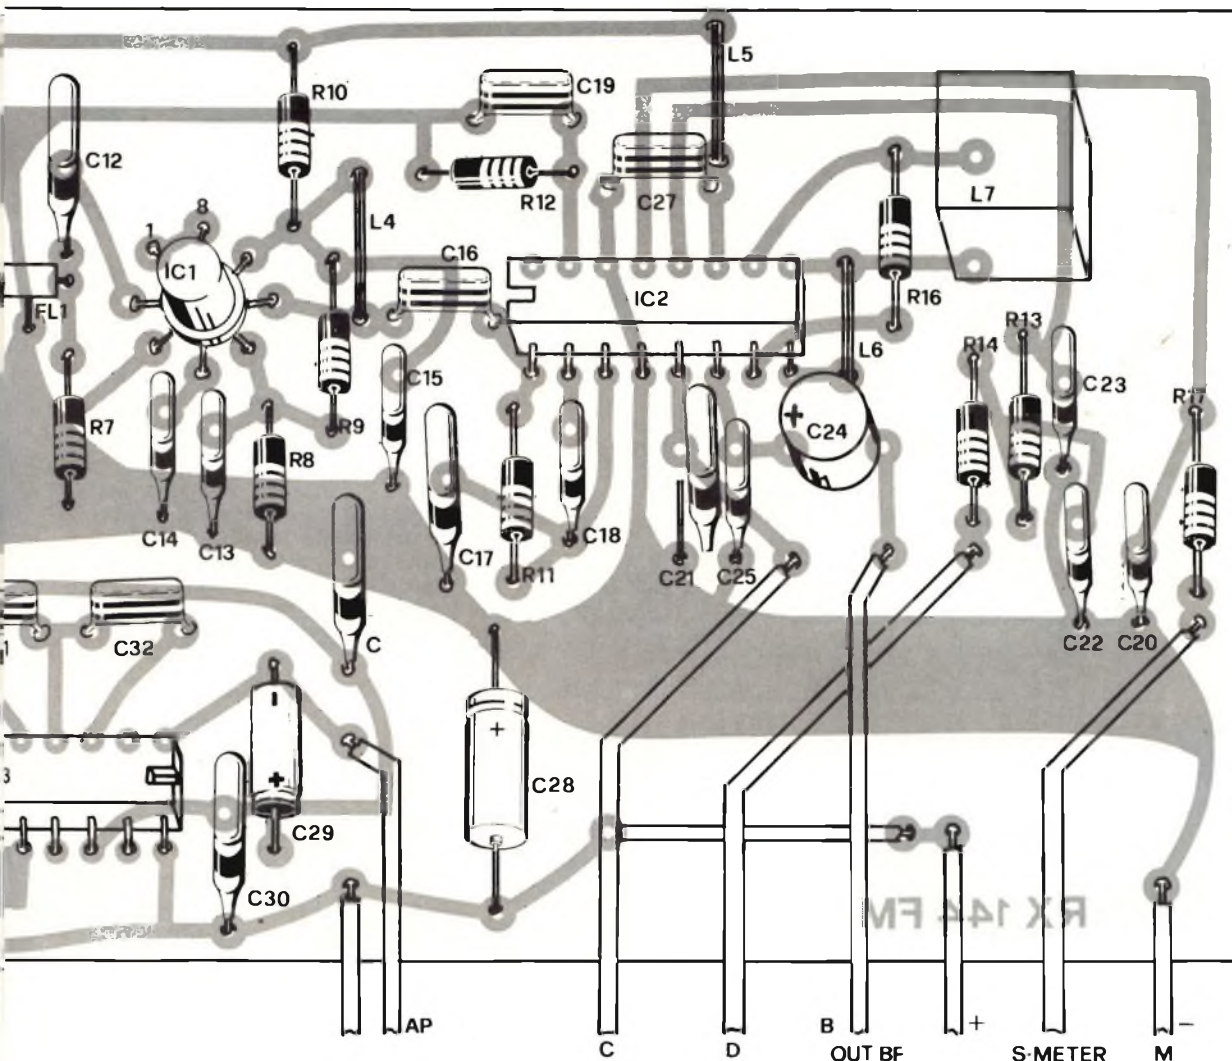 L5
C19
R10
C12
C27
R12
L7
8
L4
1
C16
IC1
IC2
R16
FL1
R13
L6
R14
C15
C23
R7
R9
+
C24
R8
C14
C13
C18
C17
C21
C25
R11
C
C32
C22
C20
1
-
+
3
+
C28
C29
C30
RX 144 FM
AP
B
+
-
C
D
OUT BF
S-METER
M